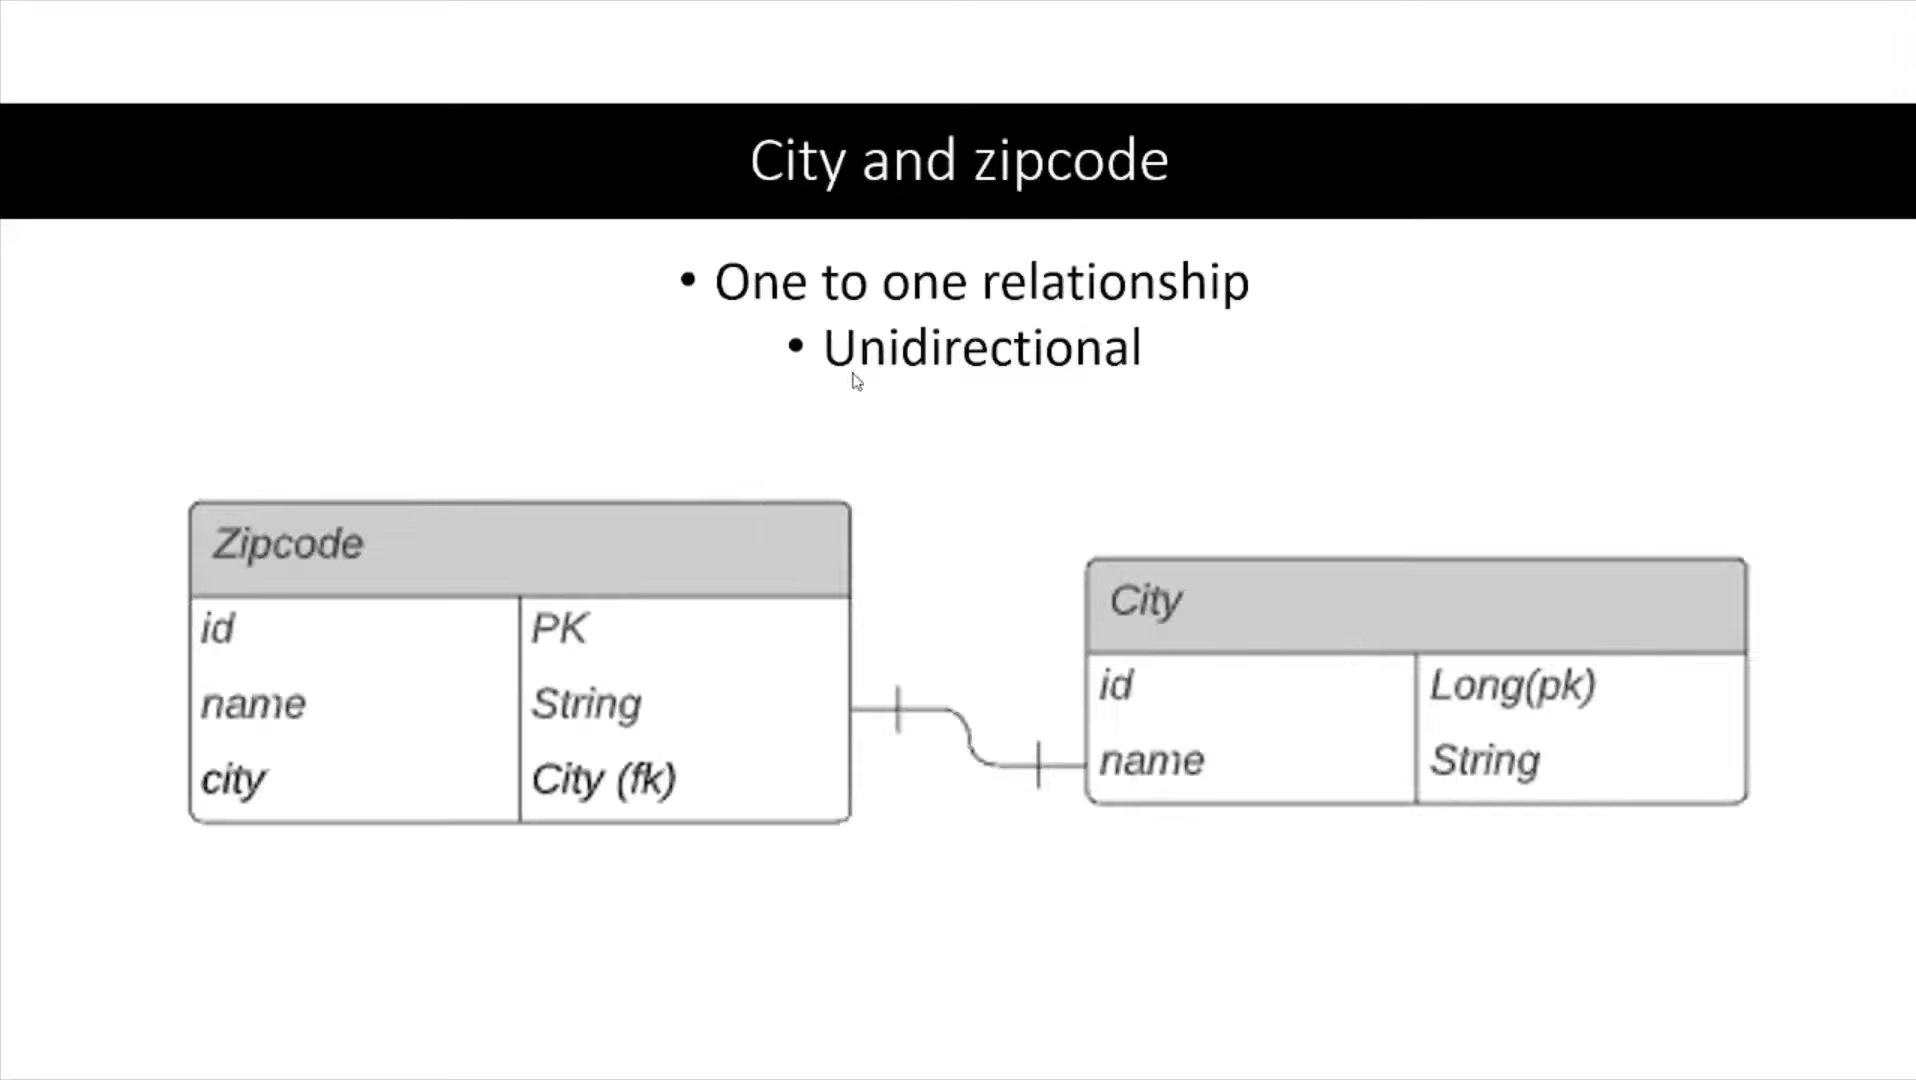 City and zipcode
• One to one relationship
• Unidirectional
Zipcode
id PK
name String
city City (fk)
City
id Long(pk)
name String